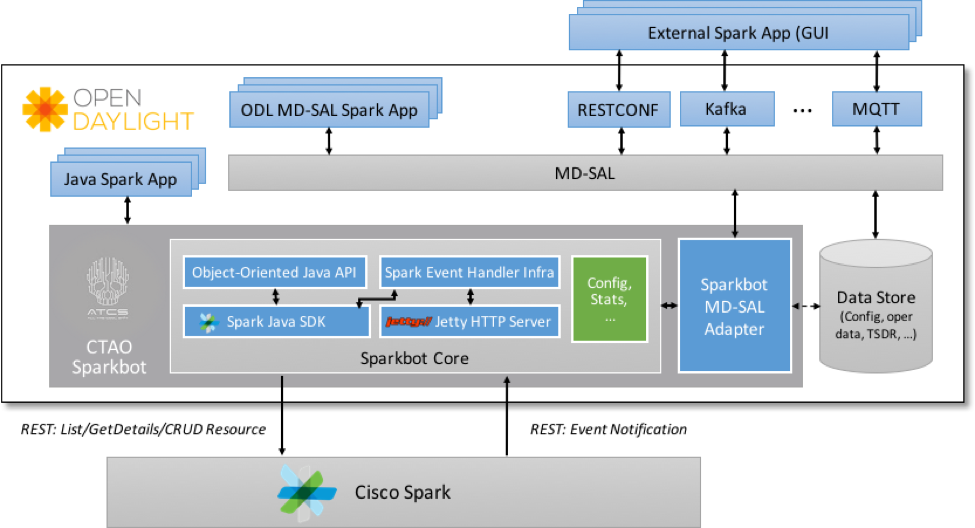 External Spark App (GUI
OPEN
DAYLIGHT
ODL MD-SAL Spark App
RESTCONF
Kafka
...
MQTT
MD-SAL
Java Spark App
ATCS
CTAO
Sparkbot
Object-Oriented Java API
Spark Event Handler Infra
Spark Java SDK
jetty:// Jetty HTTP Server
Config,
Stats,
...
Sparkbot Core
Sparkbot
MD-SAL
Adapter
Data Store
(Config, oper
data, TSDR, ...)
REST: List/GetDetails/CRUD Resource
REST: Event Notification
Cisco Spark